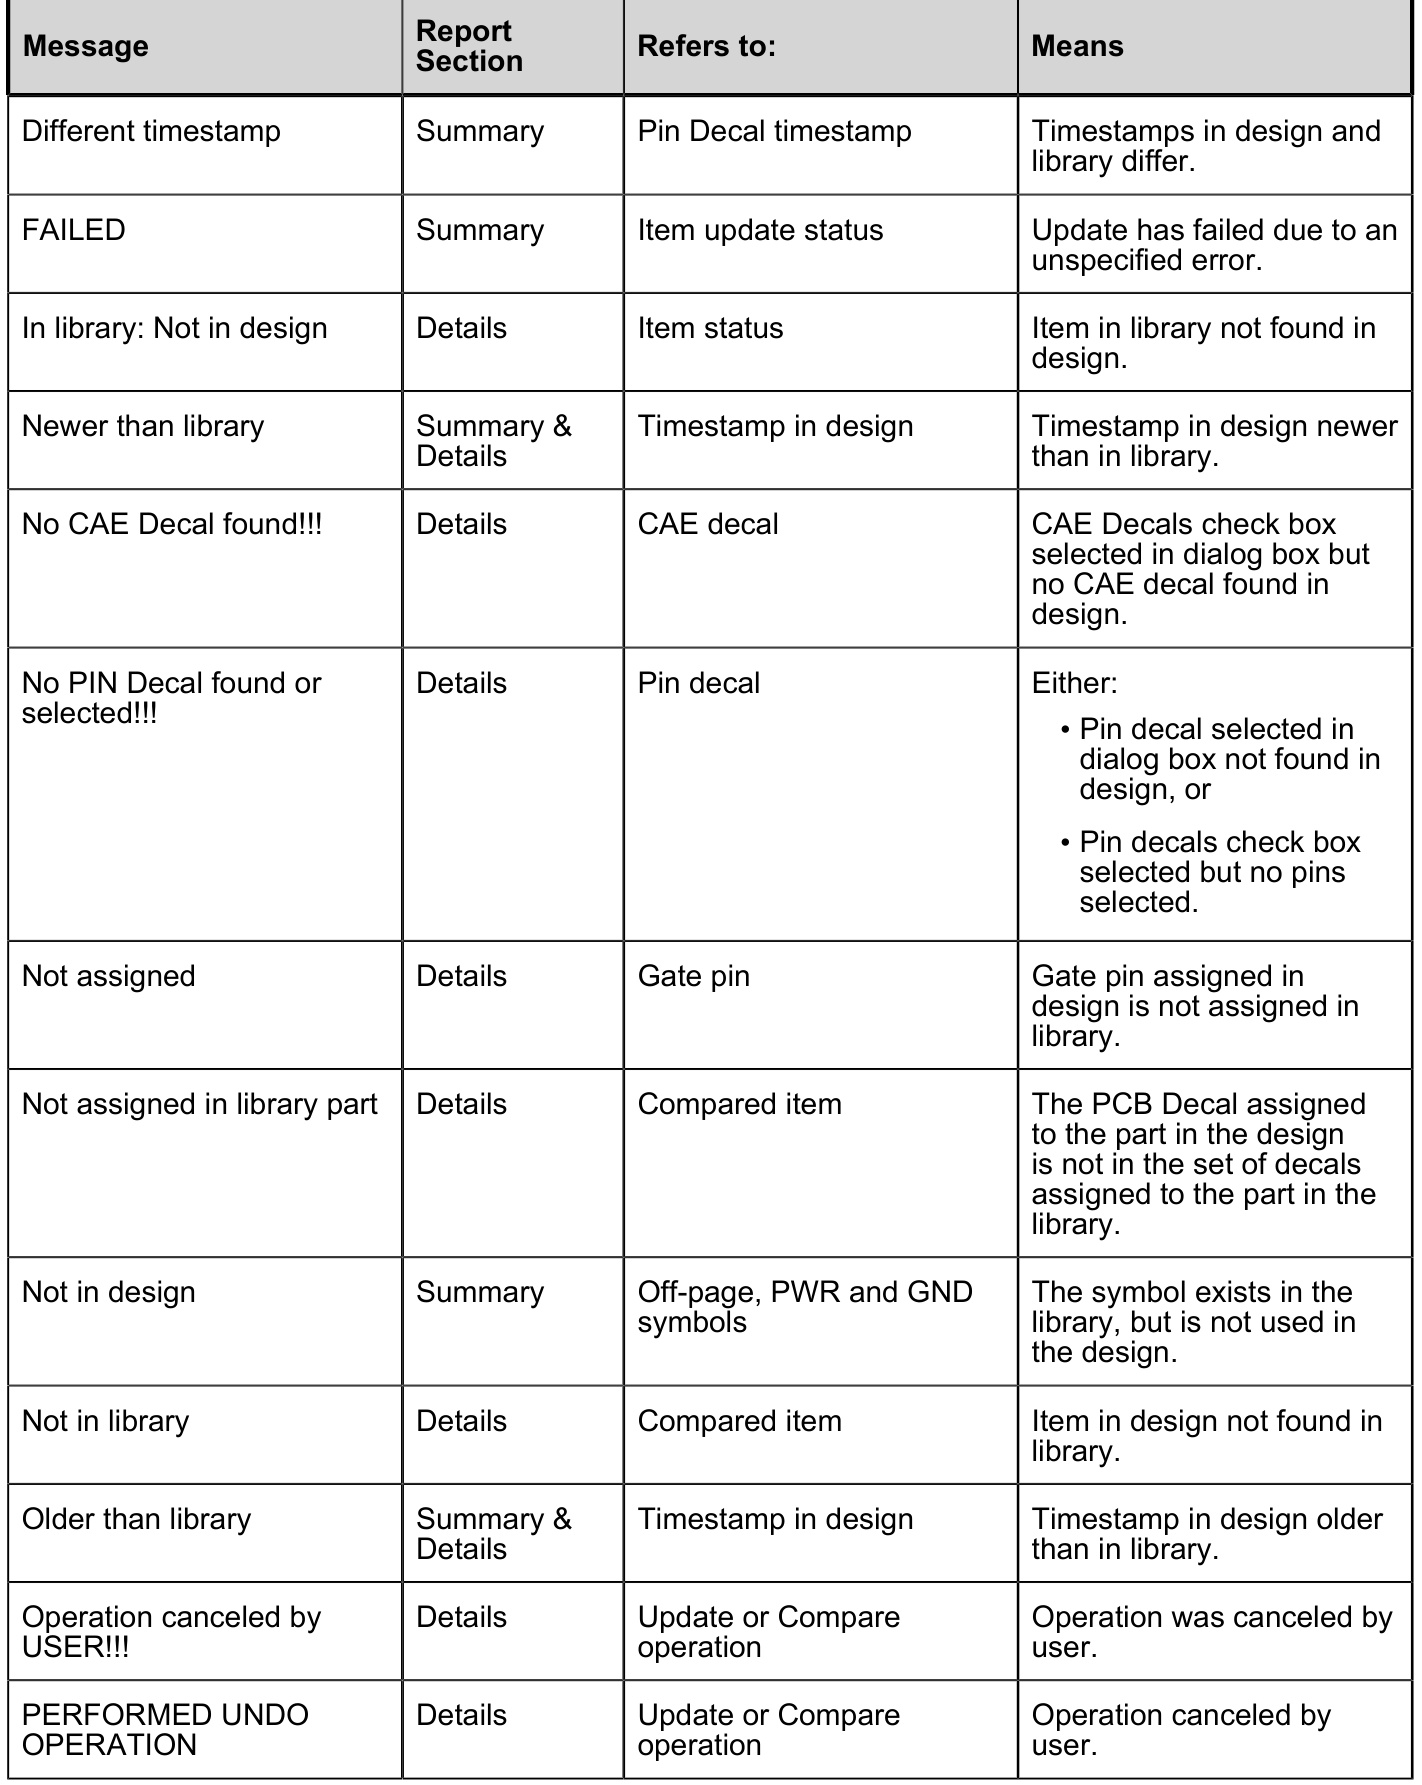 Message
Report
Section
Refers to:
Means
Different timestamp
Summary
Pin Decal timestamp
Timestamps in design and
library differ.
FAILED
Summary
Item update status
Update has failed due to an
unspecified error.
In library: Not in design
Details
Item status
Item in library not found in
design.
Newer than library
Summary &
Details
Timestamp in design
Timestamp in design newer
than in library.
No CAE Decal found!!!
Details
CAE decal
CAE Decals check box
selected in dialog box but
no CAE decal found in
design.
No PIN Decal found or
selected!!!
Details
Pin decal
Either:
• Pin decal selected in
dialog box not found in
design, or
• Pin decals check box
selected but no pins
selected.
Not assigned
Details
Gate pin
Gate pin assigned in
design is not assigned in
library.
Not assigned in library part
Details
Compared item
The PCB Decal assigned
to the part in the design
is not in the set of decals
assigned to the part in the
library.
Not in design
Summary
Off-page, PWR and GND
symbols
The symbol exists in the
library, but is not used in
the design.
Not in library
Details
Compared item
Item in design not found in
library.
Older than library
Summary &
Details
Timestamp in design
Timestamp in design older
than in library.
Operation canceled by
USER!!!
Details
Update or Compare
operation
Operation was canceled by
user.
PERFORMED UNDO
OPERATION
Details
Update or Compare
operation
Operation canceled by
user.